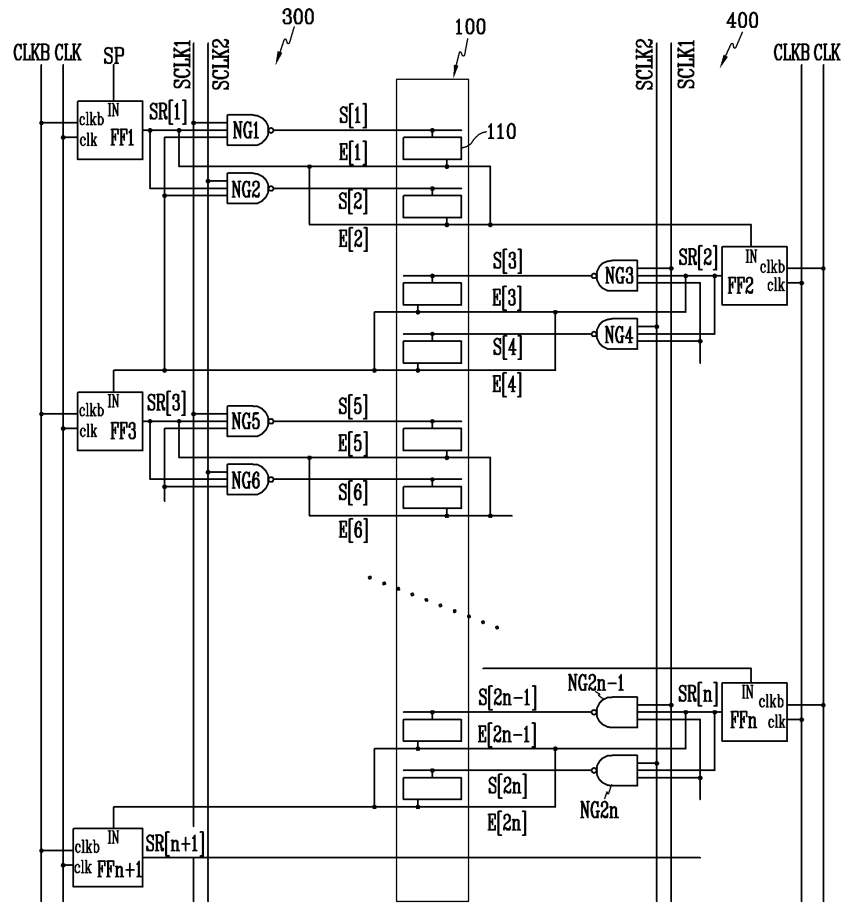 300
100
400
CLKB CLK
SP
SCLK1
SCLK2
SCLK2
SCLK1
CLKB CLK
IN
clkb
clk
FF1
SR[1]
NG1
S[1]
110
E[1]
NG2
S[2]
E[2]
IN
clkb
clk
FF2
SR[2]
NG3
S[3]
E[3]
NG4
S[4]
E[4]
IN
clkb
clk
FF3
SR[3]
NG5
S[5]
E[5]
NG6
S[6]
E[6]
NG2n-1
S[2n-1]
SR[n]
IN
clkb
clk
FFn
E[2n-1]
S[2n]
NG2n
E[2n]
IN
clkb
clk
FFn+1
SR[n+1]